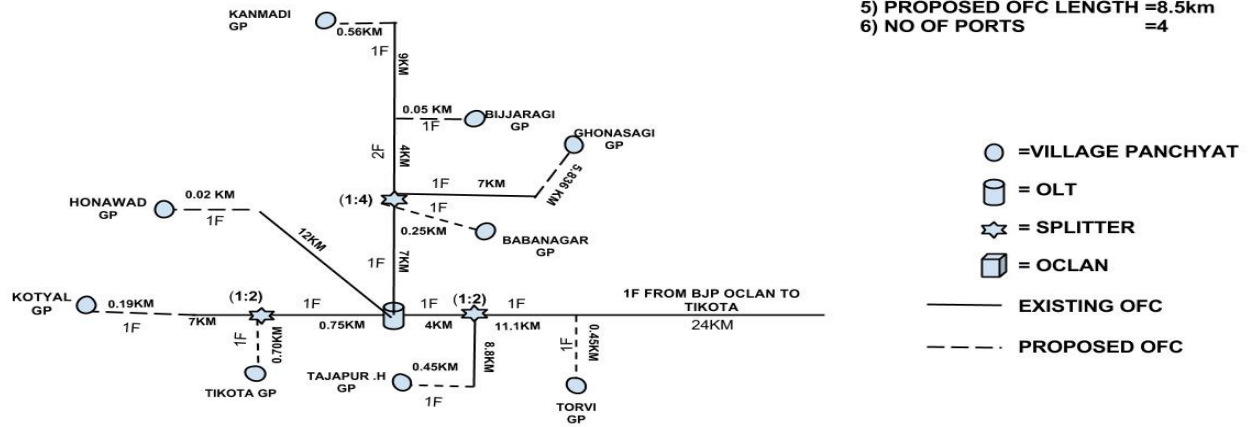 5) PROPOSED OFC LENGTH =8.5km
6) NO OF PORTS =4
KANMADI
GP
0.56KM
1F
9KM
0.05 KM
1F
BIJJARAGI
GP
GHONASAGI
GP
2F
4KM
1F
7KM
5.836 KM
(1:4)
1F
0.25KM
BABANAGAR
GP
HONAWAD
GP
0.02 KM
1F
12KM
1F
7KM
KOTYAL
GP
0.19KM
1F
7KM
(1:2)
1F
0.75KM
1F
4KM
(1:2)
1F
11.1KM
1F FROM BJP OCLAN TO
TIKOTA
24KM
1F
0.70KM
TIKOTA GP
TAJAPUR .H
GP
0.45KM
1F
8.8KM
1F
0.45KM
TORVI
GP
=VILLAGE PANCHYAT
= OLT
= SPLITTER
= OCLAN
EXISTING OFC
PROPOSED OFC